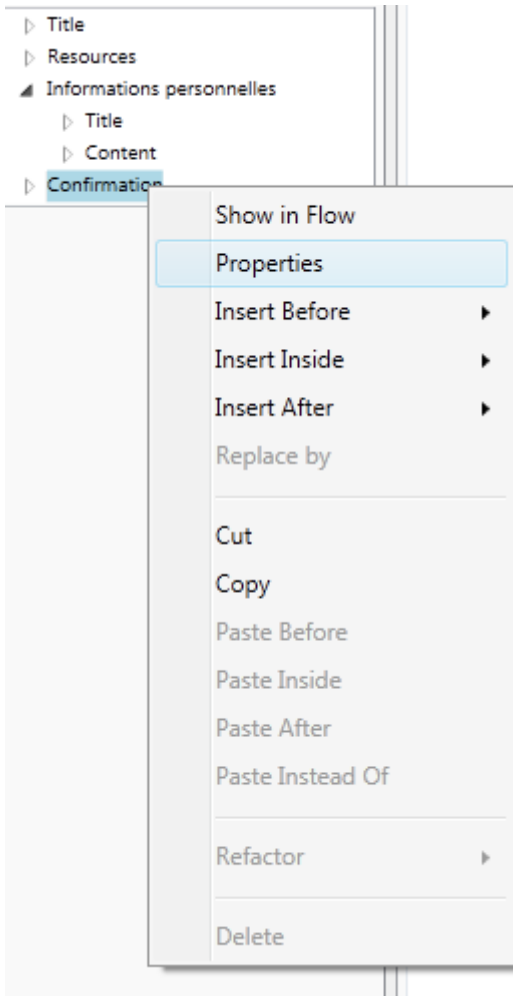 Title
Resources
Informations personnelles
Title
Content
Confirmation
Show in Flow
Properties
Insert Before
Insert Inside
Insert After
Replace by
Cut
Copy
Paste Before
Paste Inside
Paste After
Paste Instead Of
Refactor
Delete